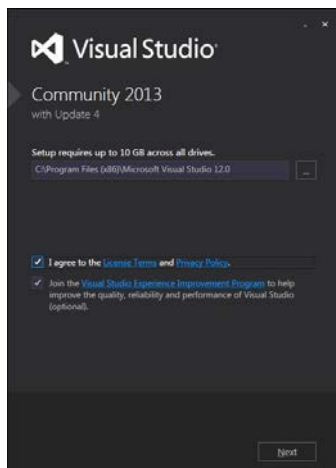 Visual Studio
Community 2013
with Update 4
Setup requires up to 10 GB across all drives.
C:\Program Files (x86)\Microsoft Visual Studio 12.0
...
I agree to the License Terms and Privacy Policy.
Join the Visual Studio Experience Improvement Program to help
improve the quality, reliability and performance of Visual Studio
(optional).
Next